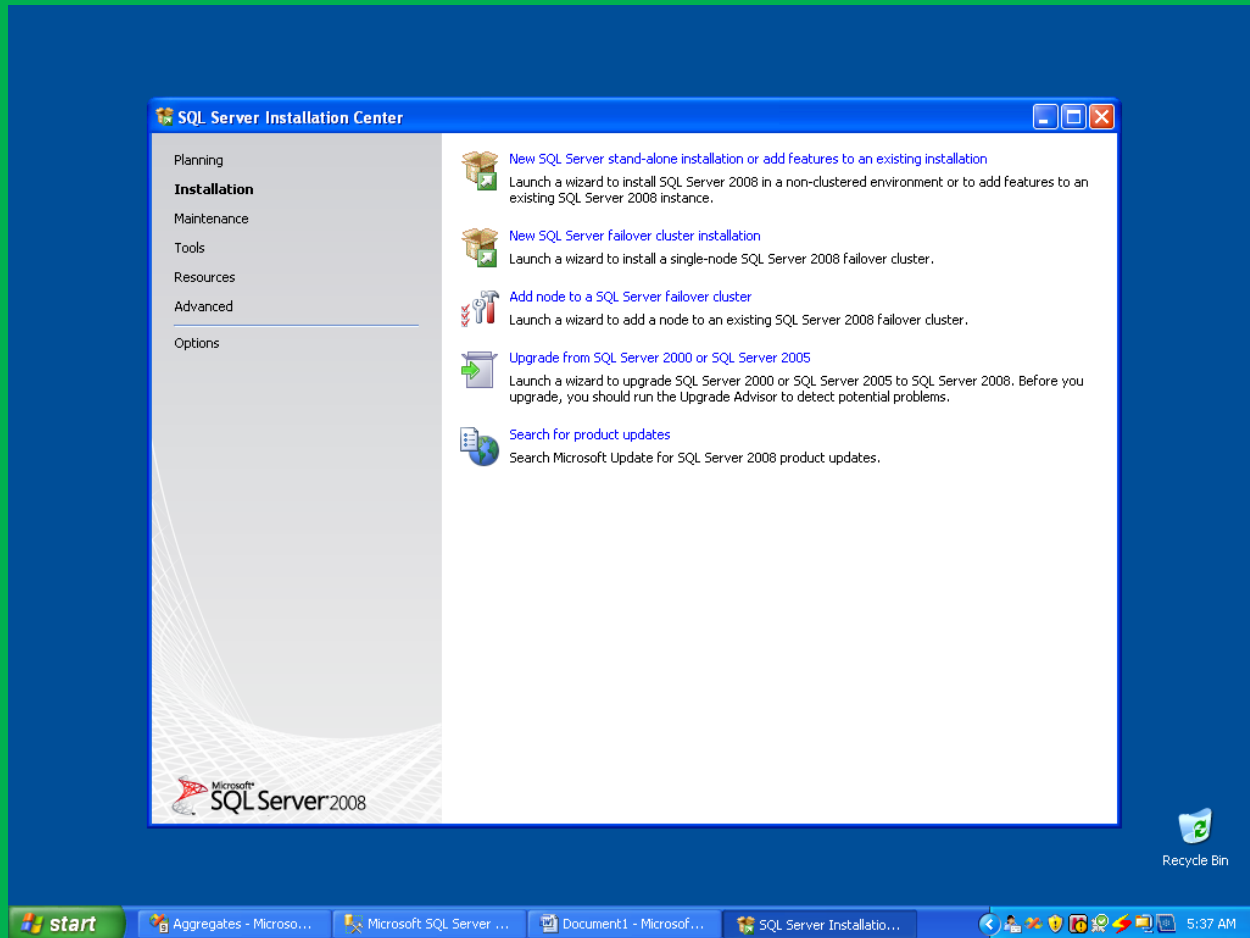 SQL Server Installation Center
Planning
Installation
Maintenance
Tools
Resources
Advanced
Options
New SQL Server stand-alone installation or add features to an existing installation
Launch a wizard to install SQL Server 2008 in a non-clustered environment or to add features to an
existing SQL Server 2008 instance.
New SQL Server failover cluster installation
Launch a wizard to install a single-node SQL Server 2008 failover cluster.
Add node to a SQL Server failover cluster
Launch a wizard to add a node to an existing SQL Server 2008 failover cluster.
Upgrade from SQL Server 2000 or SQL Server 2005
Launch a wizard to upgrade SQL Server 2000 or SQL Server 2005 to SQL Server 2008. Before you
upgrade, you should run the Upgrade Advisor to detect potential problems.
Search for product updates
Search Microsoft Update for SQL Server 2008 product updates.
Microsoft®
SQL Server® 2008
Recycle Bin
start
Aggregates - Microso...
Microsoft SQL Server ...
Document1 - Microsof...
SQL Server Installatio...
5:37 AM